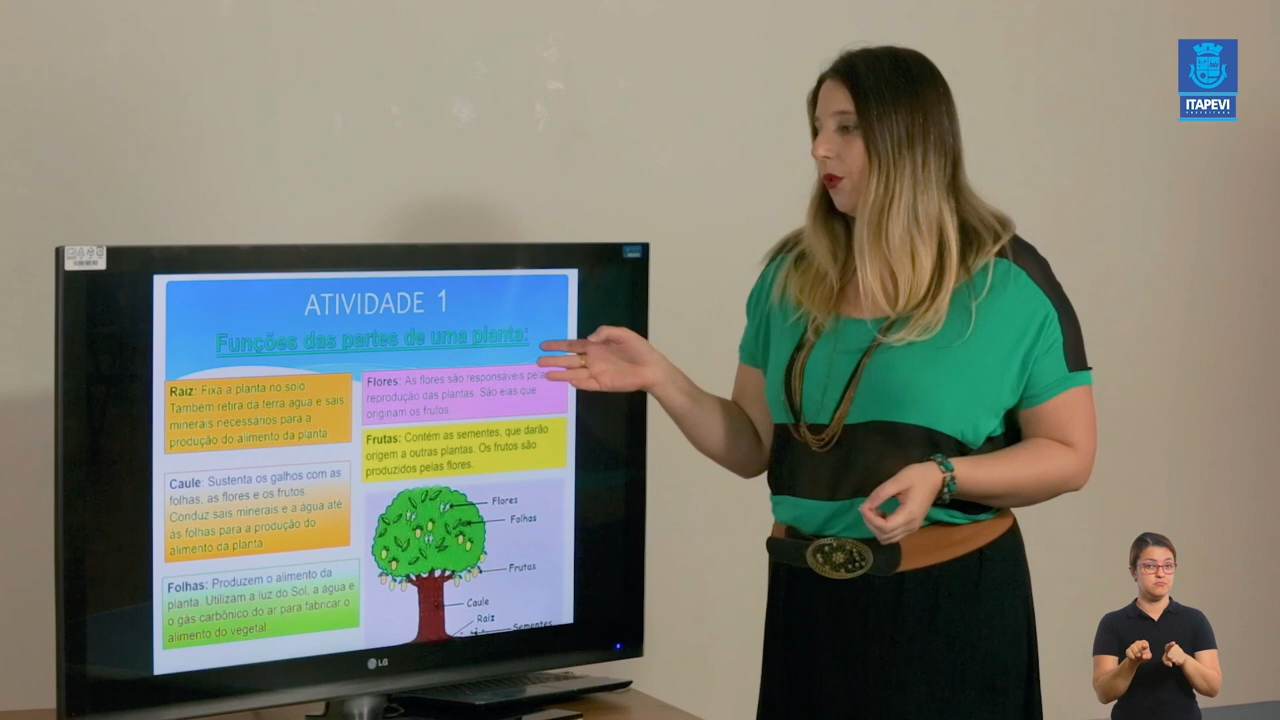 ITAPEVI
PREFEITURA
ATIVIDADE 1
Funções das partes de uma planta:
Raiz: Fixa a planta no solo
Tambem retira da terra água e sais
minerais necessários para a
produção do alimento da planta
Caule: Sustenta os galhos com as
folhas, as flores e os frutos.
Conduz sais minerais e a água até
ás folhas para a produção do
alimento da planta.
Folhas: Produzem o alimento da
planta. Utilizam a luz do Sol, a água e
o gás carbônico do ar para fabricar o
alimento do vegetal
Flores: As flores são responsáveis pela
reprodução das plantas. São elas que
originam os frutos.
Frutas: Contém as sementes, que darão
origem a outras plantas. Os frutos são
produzidos pelas flores.
Flores
Folhas
Frutas
Caule
Raiz
Sementes
LG